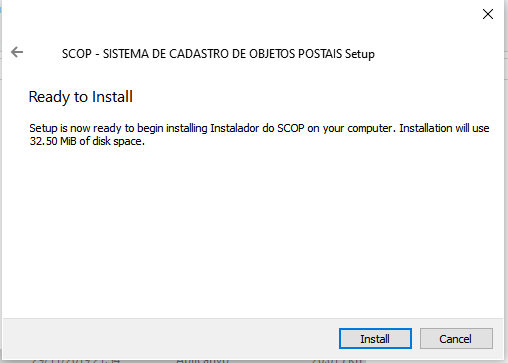 SCOP - SISTEMA DE CADASTRO DE OBJETOS POSTAIS Setup
Ready to Install
Setup is now ready to begin installing Instalador do SCOP on your computer. Installation will use
32.50 MiB of disk space.
Install
Cancel